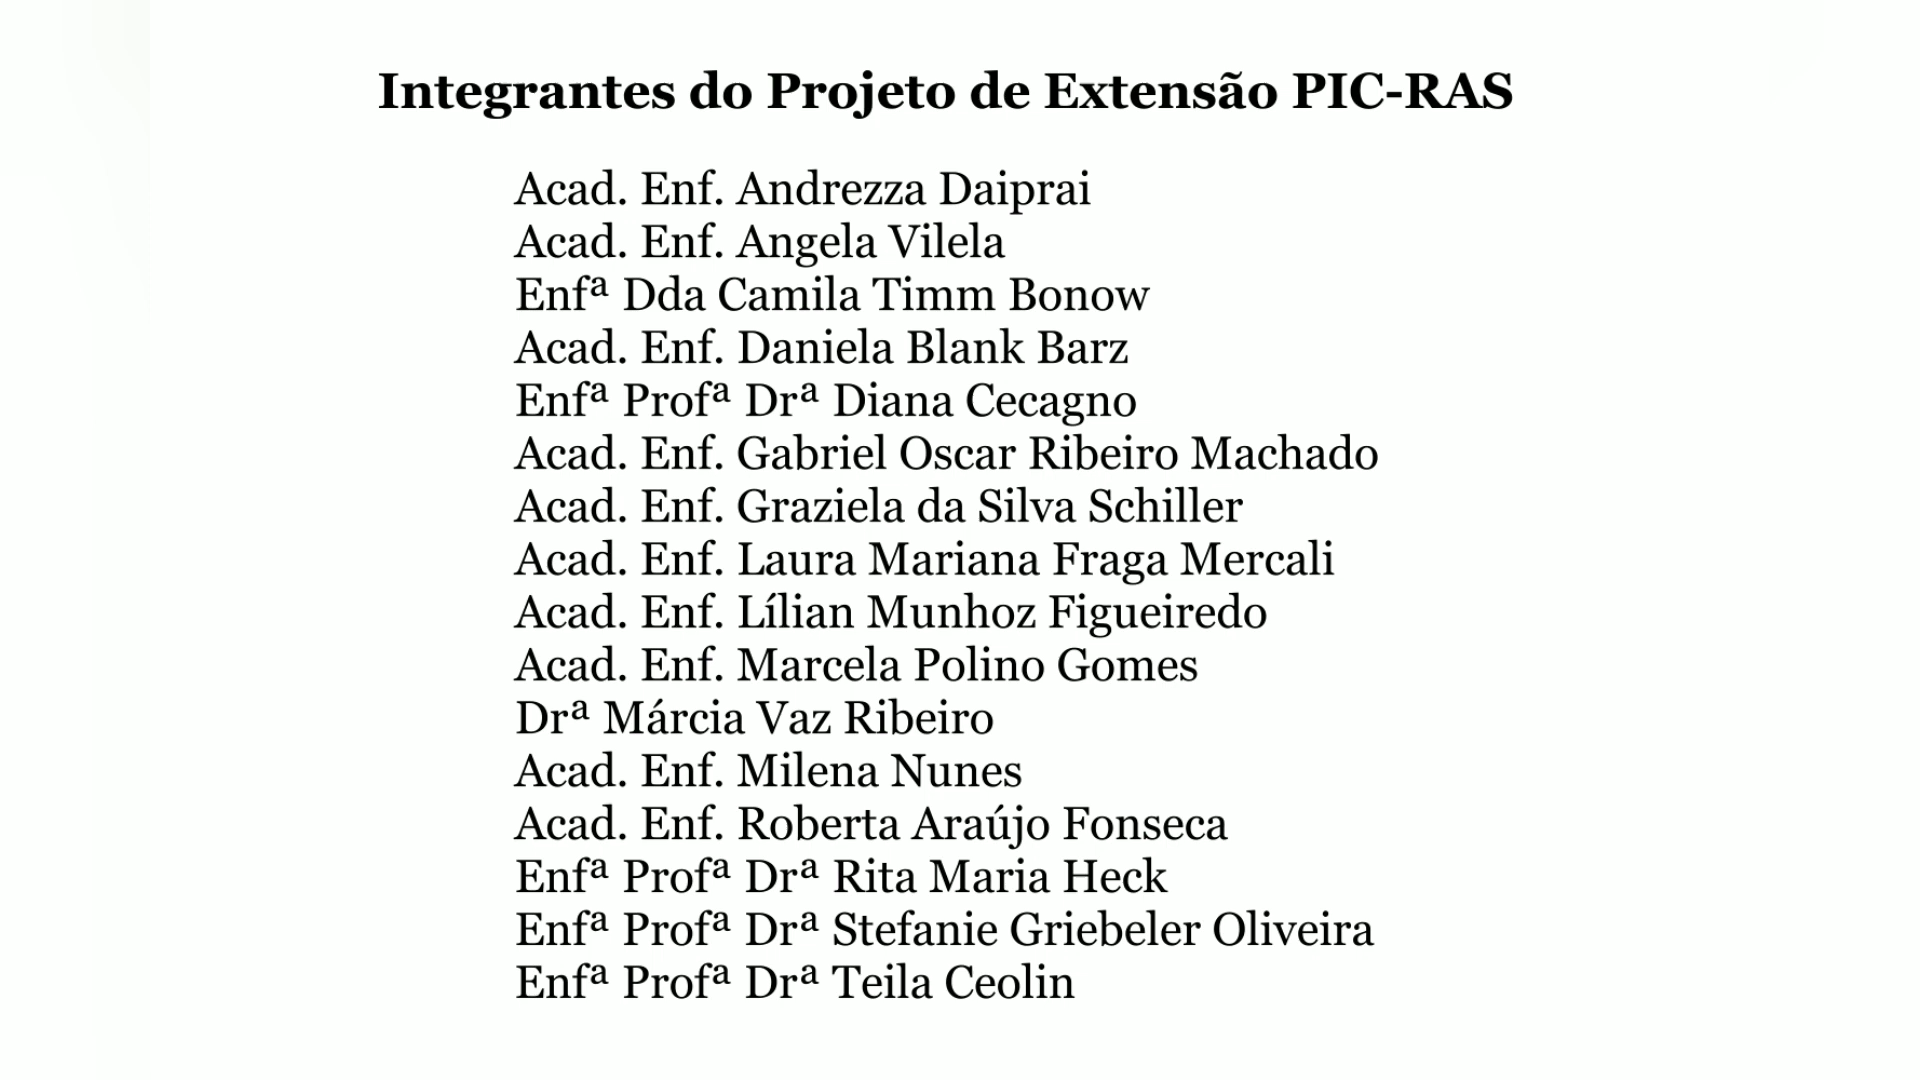 Integrantes do Projeto de Extensão PIC-RAS
Acad. Enf. Andrezza Daiprai
Acad. Enf. Angela Vilela
Enfª Dda Camila Timm Bonow
Acad. Enf. Daniela Blank Barz
Enfª Profª Drª Diana Cecagno
Acad. Enf. Gabriel Oscar Ribeiro Machado
Acad. Enf. Graziela da Silva Schiller
Acad. Enf. Laura Mariana Fraga Mercali
Acad. Enf. Lílian Munhoz Figueiredo
Acad. Enf. Marcela Polino Gomes
Drª Márcia Vaz Ribeiro
Acad. Enf. Milena Nunes
Acad. Enf. Roberta Araújo Fonseca
Enfª Profª Drª Rita Maria Heck
Enfª Profª Drª Stefanie Griebeler Oliveira
Enfª Profª Drª Teila Ceolin